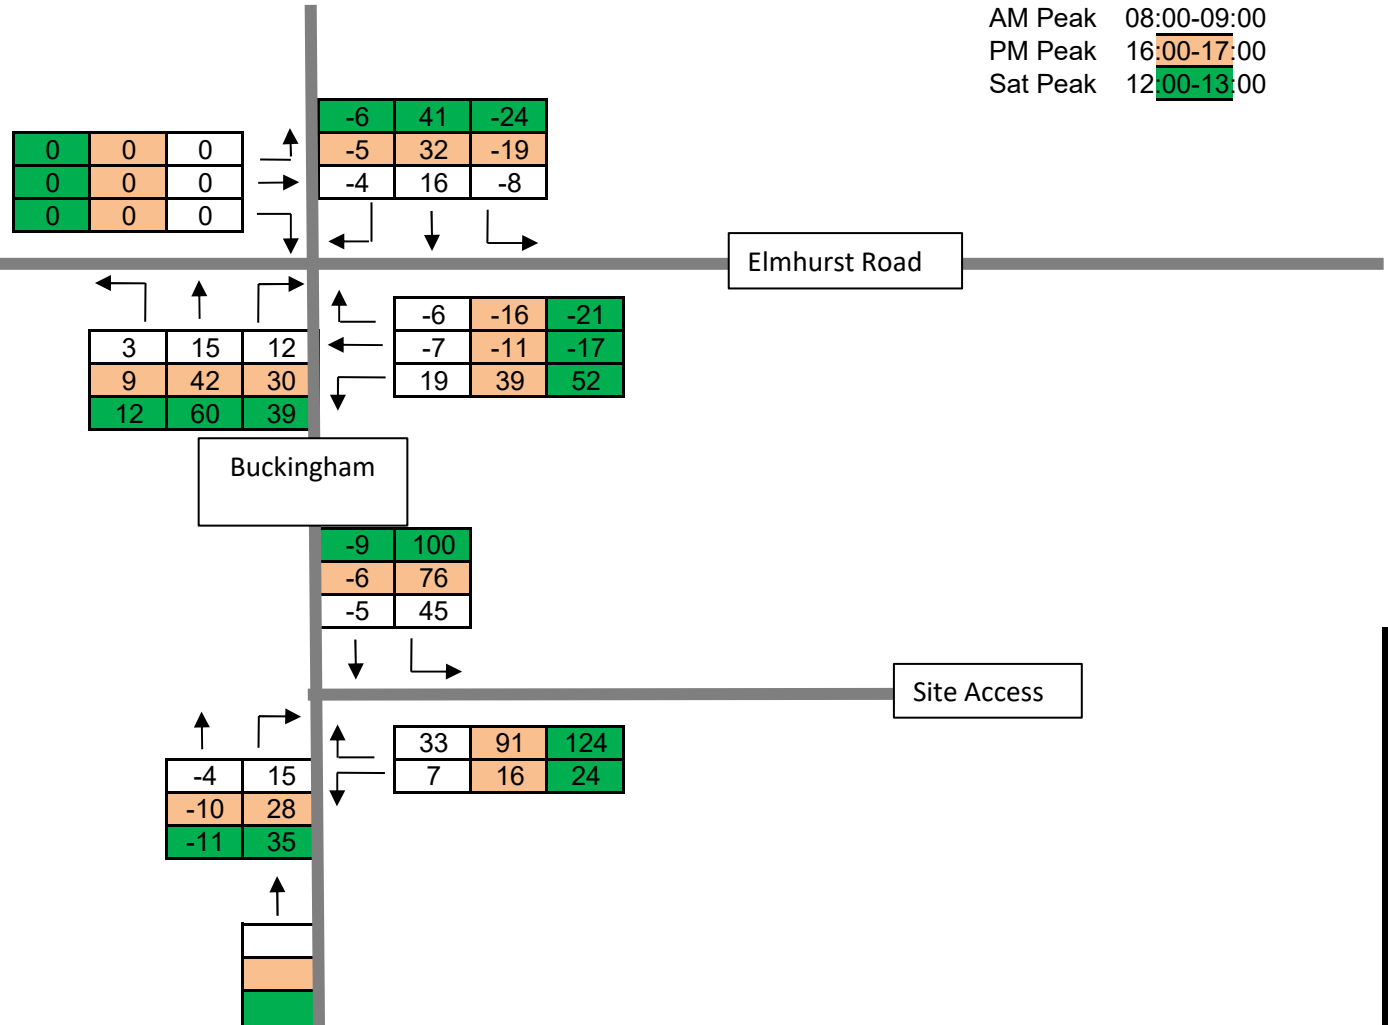 AM Peak 08:00-09:00
PM Peak 16:00-17:00
Sat Peak 12:00-13:00
-6 41 -24
-5 32 -19
-4 16 -8
0 0 0
0 0 0
0 0 0
Elmhurst Road
-6 -16 -21
-7 -11 -17
19 39 52
3 15 12
9 42 30
12 60 39
Buckingham
-9 100
-6 76
-5 45
Site Access
33 91 124
7 16 24
-4 15
-10 28
-11 35